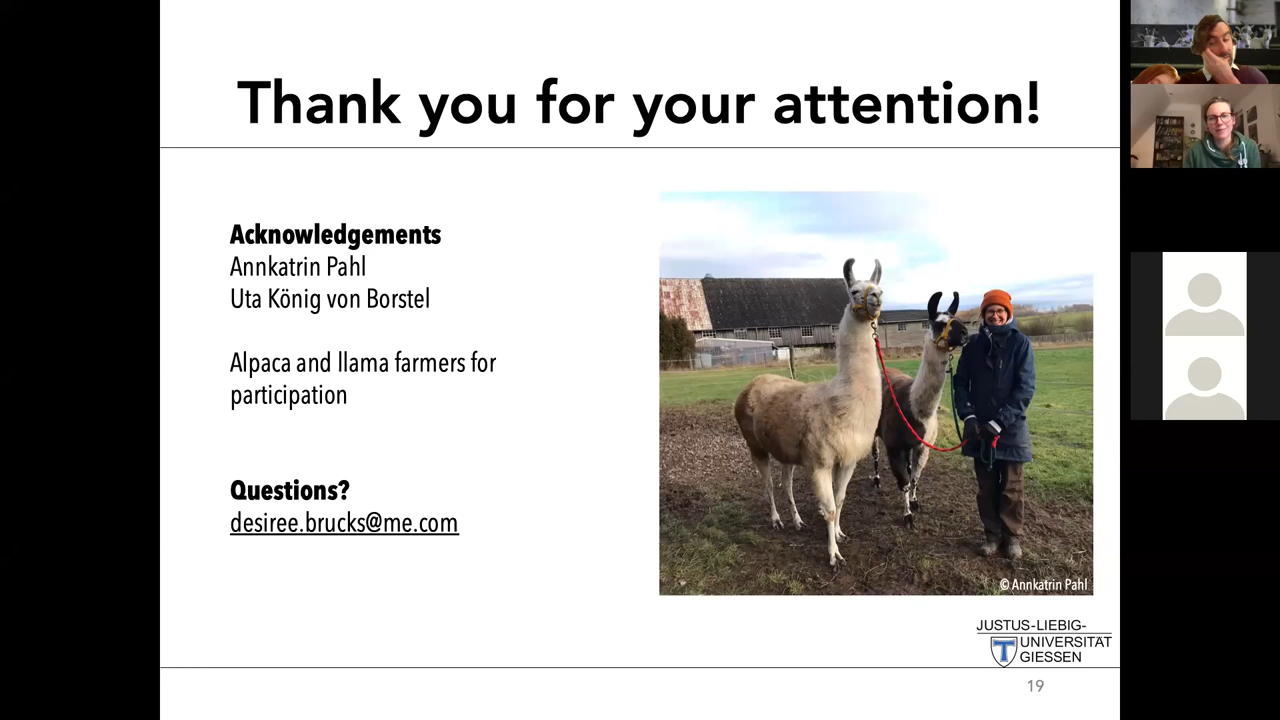 Thank you for your attention!
Acknowledgements
Annkatrin Pahl
Uta König von Borstel
Alpaca and llama farmers for
participation
Questions?
desiree.brucks@me.com
© Annkatrin Pahl
JUSTUS-LIEBIG-
UNIVERSITÄT
GIESSEN
19